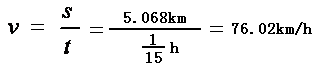 v = s/t = 5.068km / (1/15 h) = 76.02km/h